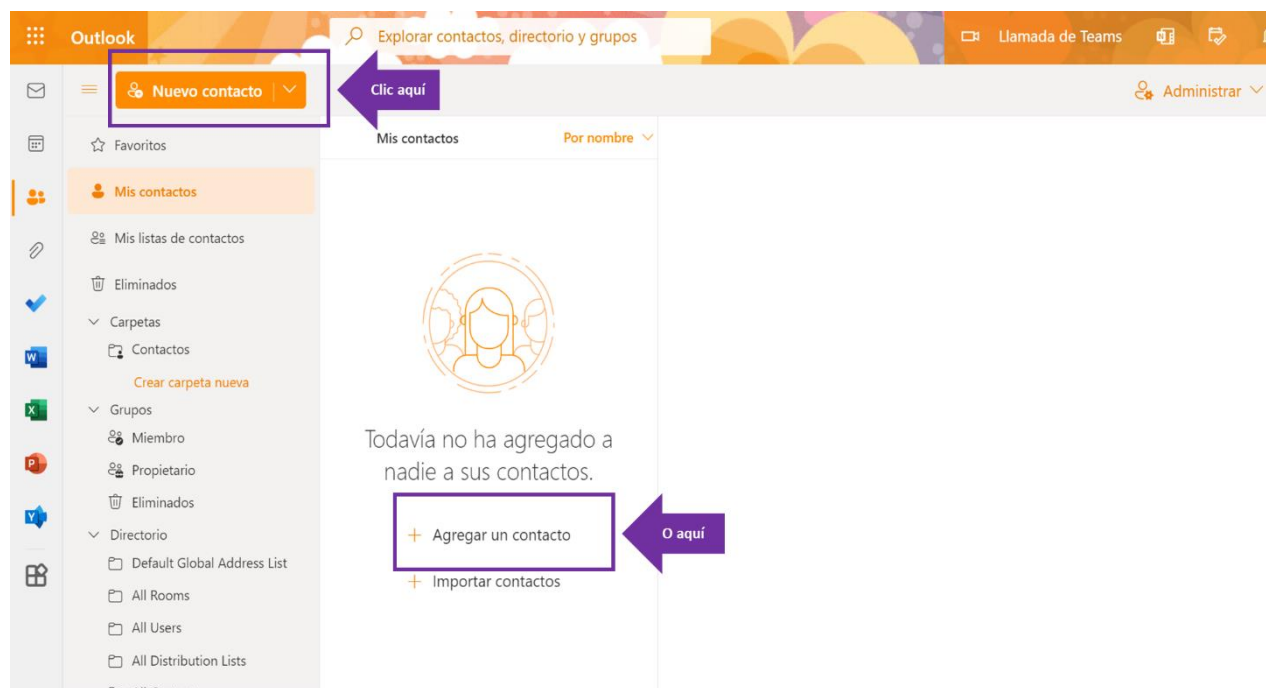 Outlook
Explorar contactos, directorio y grupos
Llamada de Teams
Nuevo contacto
Clic aquí
Administrar
Favoritos
Mis contactos
Mis listas de contactos
Eliminados
Carpetas
Contactos
Crear carpeta nueva
Grupos
Miembro
Propietario
Eliminados
Directorio
Default Global Address List
All Rooms
All Users
All Distribution Lists
Mis contactos
Por nombre
Todavía no ha agregado a
nadie a sus contactos.
Agregar un contacto
O aquí
Importar contactos